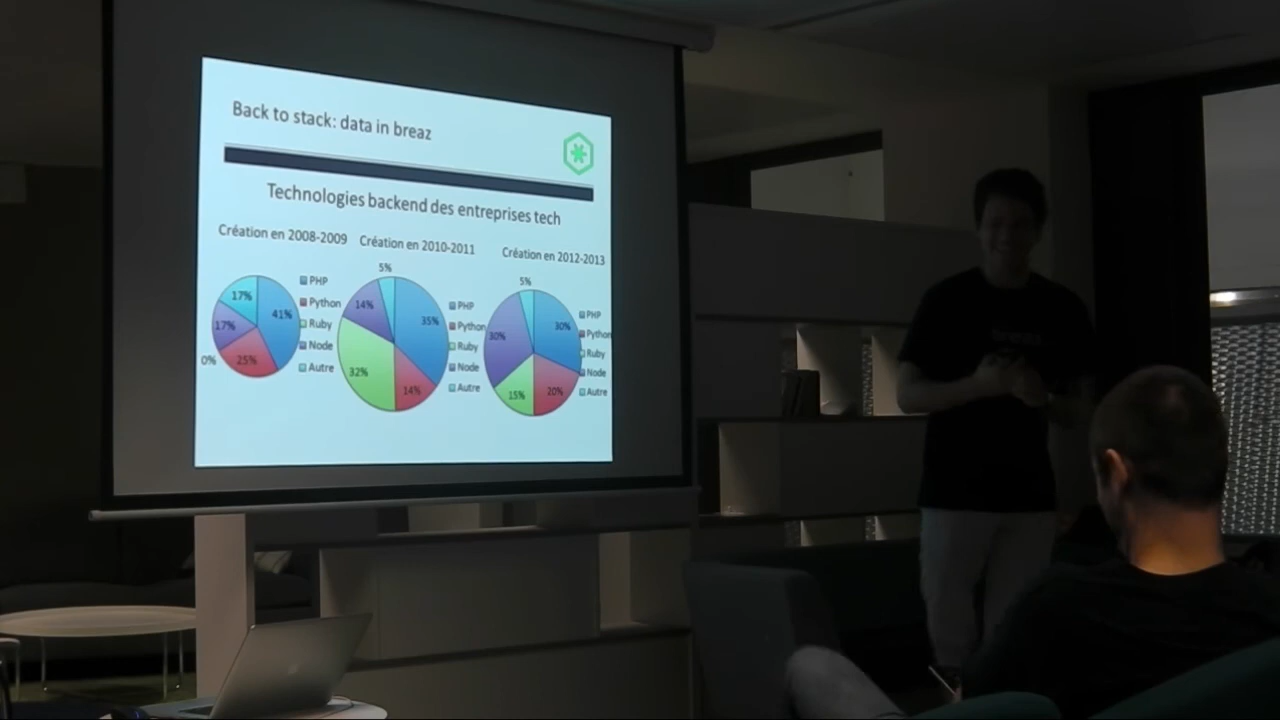 Back to stack: data in breaz
Technologies backend des entreprises tech
Création en 2008-2009
17%
41%
17%
25%
0%
PHP
Python
Ruby
Node
Autre
Création en 2010-2011
5%
14%
35%
32%
14%
PHP
Python
Ruby
Node
Autre
Création en 2012-2013
5%
30%
30%
15%
20%
PHP
Python
Ruby
Node
Autre